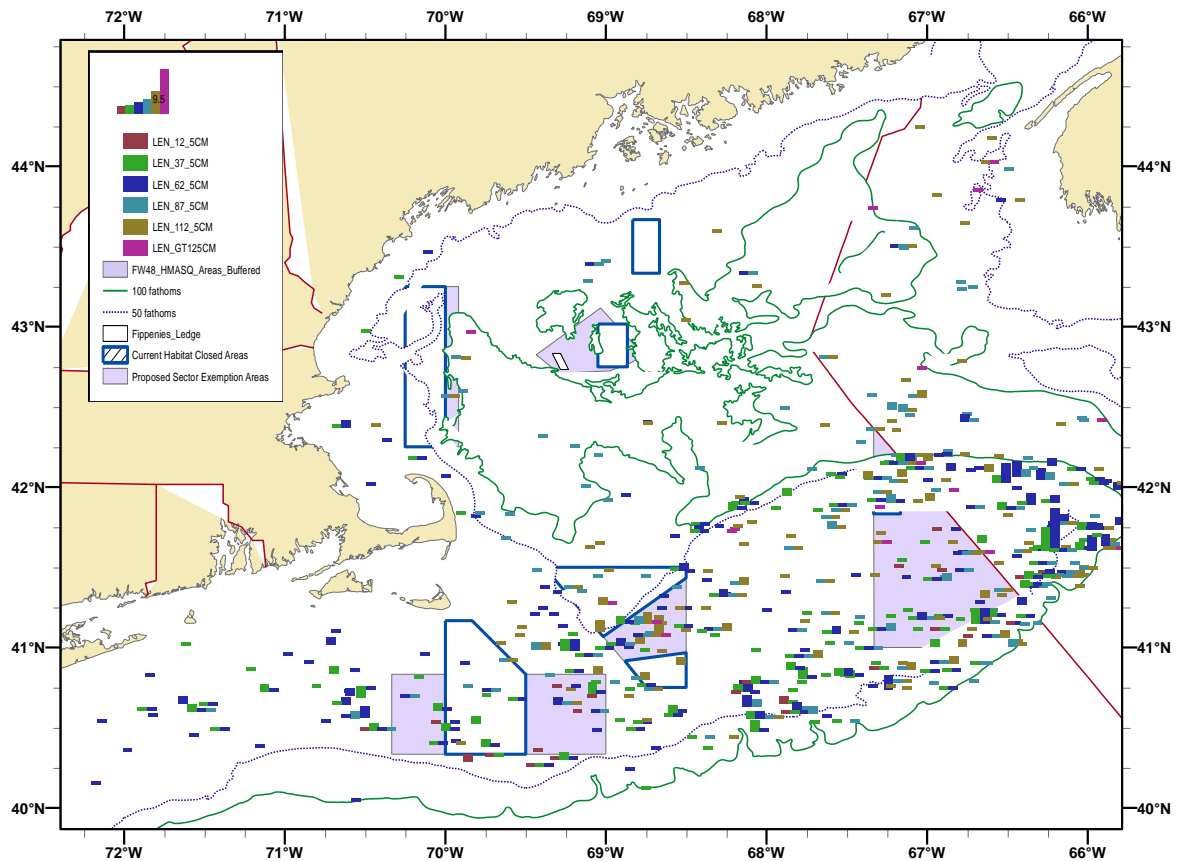 72°W 71°W 70°W 69°W 68°W 67°W 66°W
9.5
LEN_12_5CM
LEN_37_5CM
LEN_62_5CM
LEN_87_5CM
LEN_112_5CM
LEN_GT125CM
FW48_HMASQ_Areas_Buffered
100 fathoms
50 fathoms
Fippenies_Ledge
Current Habitat Closed Areas
Proposed Sector Exemption Areas
44°N 44°N
43°N 43°N
42°N 42°N
41°N 41°N
40°N 40°N
72°W 71°W 70°W 69°W 68°W 67°W 66°W